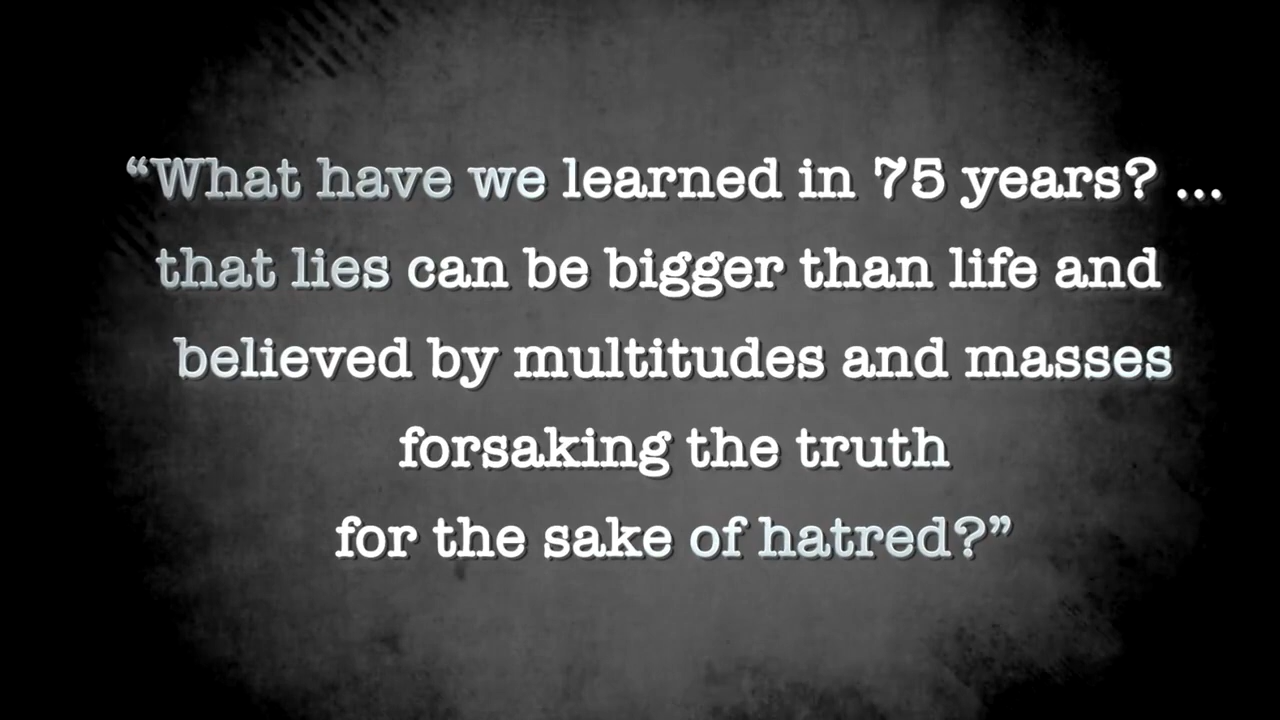 “What have we learned in 75 years? ...
that lies can be bigger than life and
believed by multitudes and masses
forsaking the truth
for the sake of hatred?”